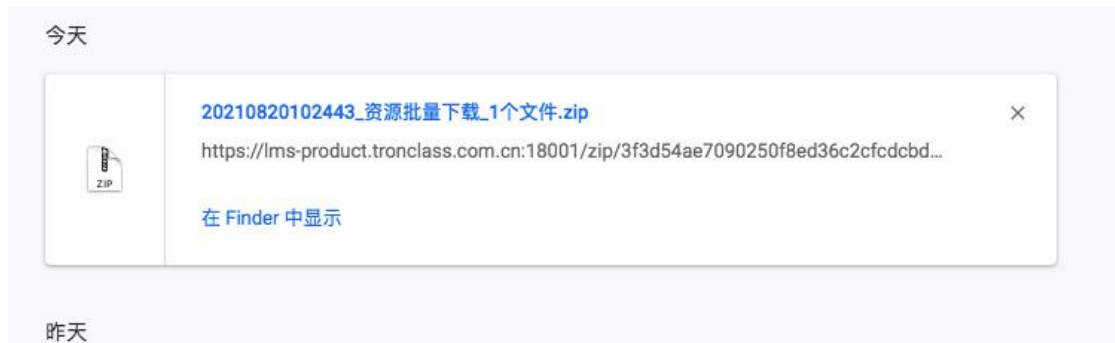 今天
20210820102443_资源批量下载_1个文件.zip
https://lms-product.tronclass.com.cn:18001/zip/3f3d54ae7090250f8ed36c2cfcdcbd...
ZIP
在 Finder 中显示
昨天